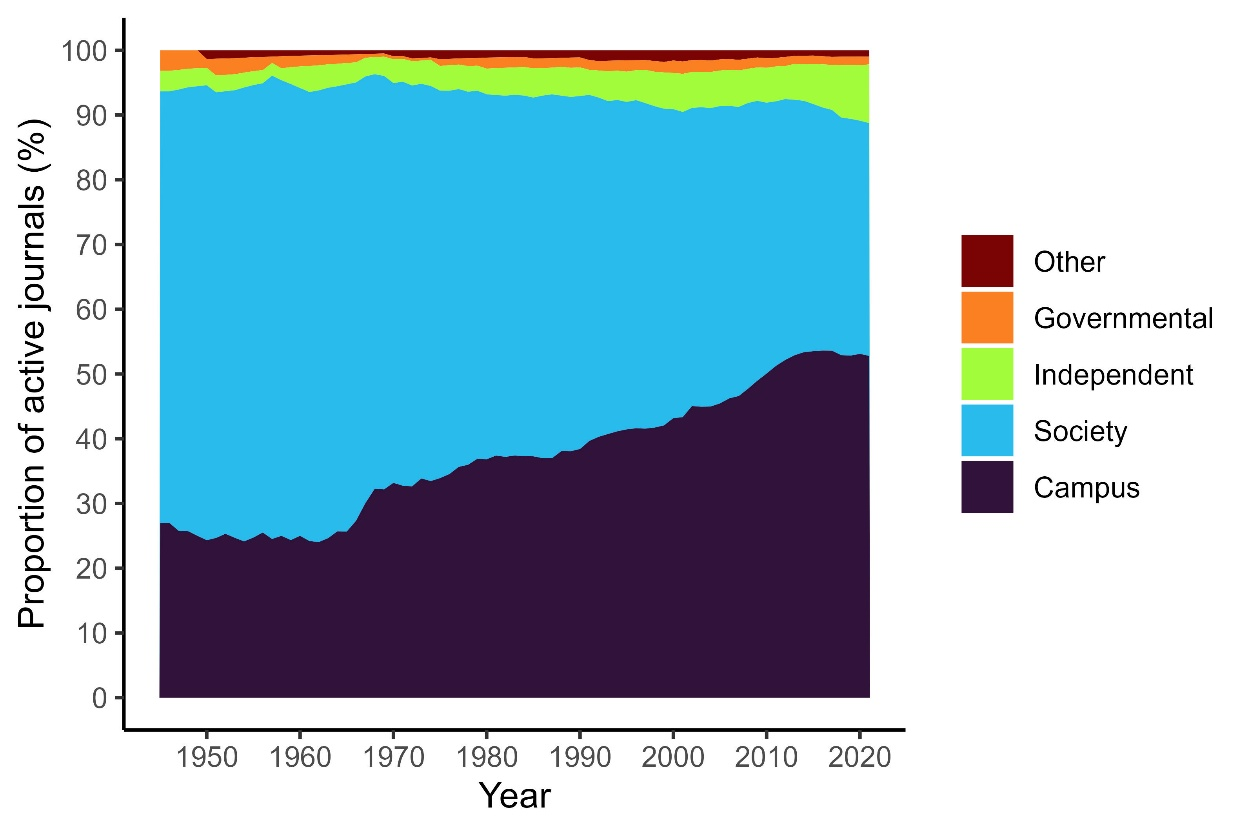 Proportion of active journals (%)
100
90
80
70
60
50
40
30
20
10
0
1950 1960 1970 1980 1990 2000 2010 2020
Year
Other
Governmental
Independent
Society
Campus